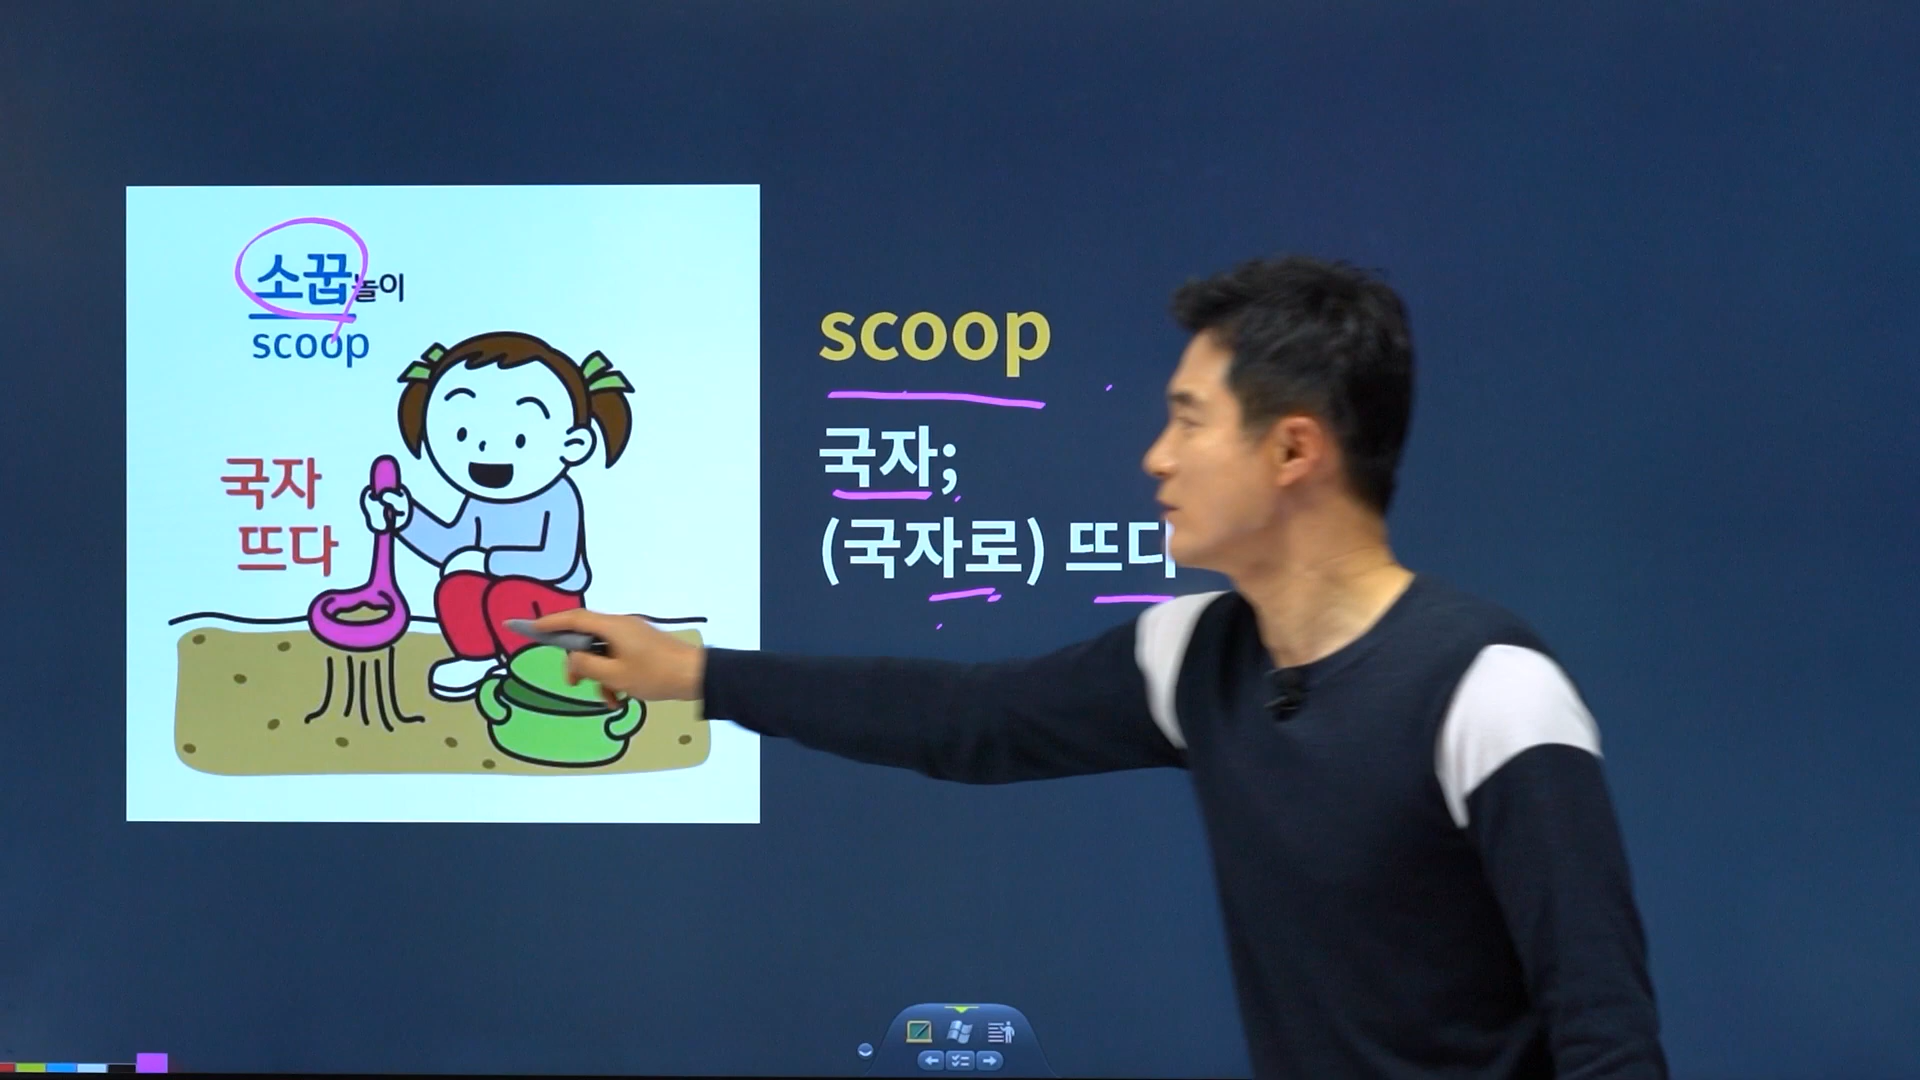 소꿉놀이
scoop
국자
뜨다
scoop
국자;
(국자로) 뜨다